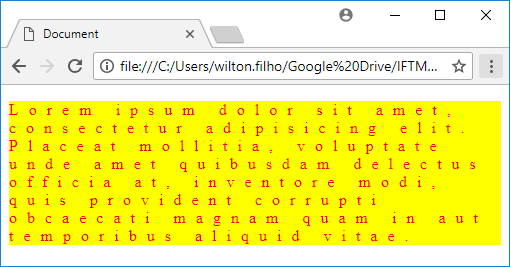 Document
file:///C:/Users/wilton.filho/Google%20Drive/IFTM...
Lorem ipsum dolor sit amet,
consectetur adipisicing elit.
Placeat mollitia, voluptate
unde amet quibusdam delectus
officia at, inventore modi,
quis provident corrupti
obcaecati magnam quam in aut
temporibus aliquid vitae.